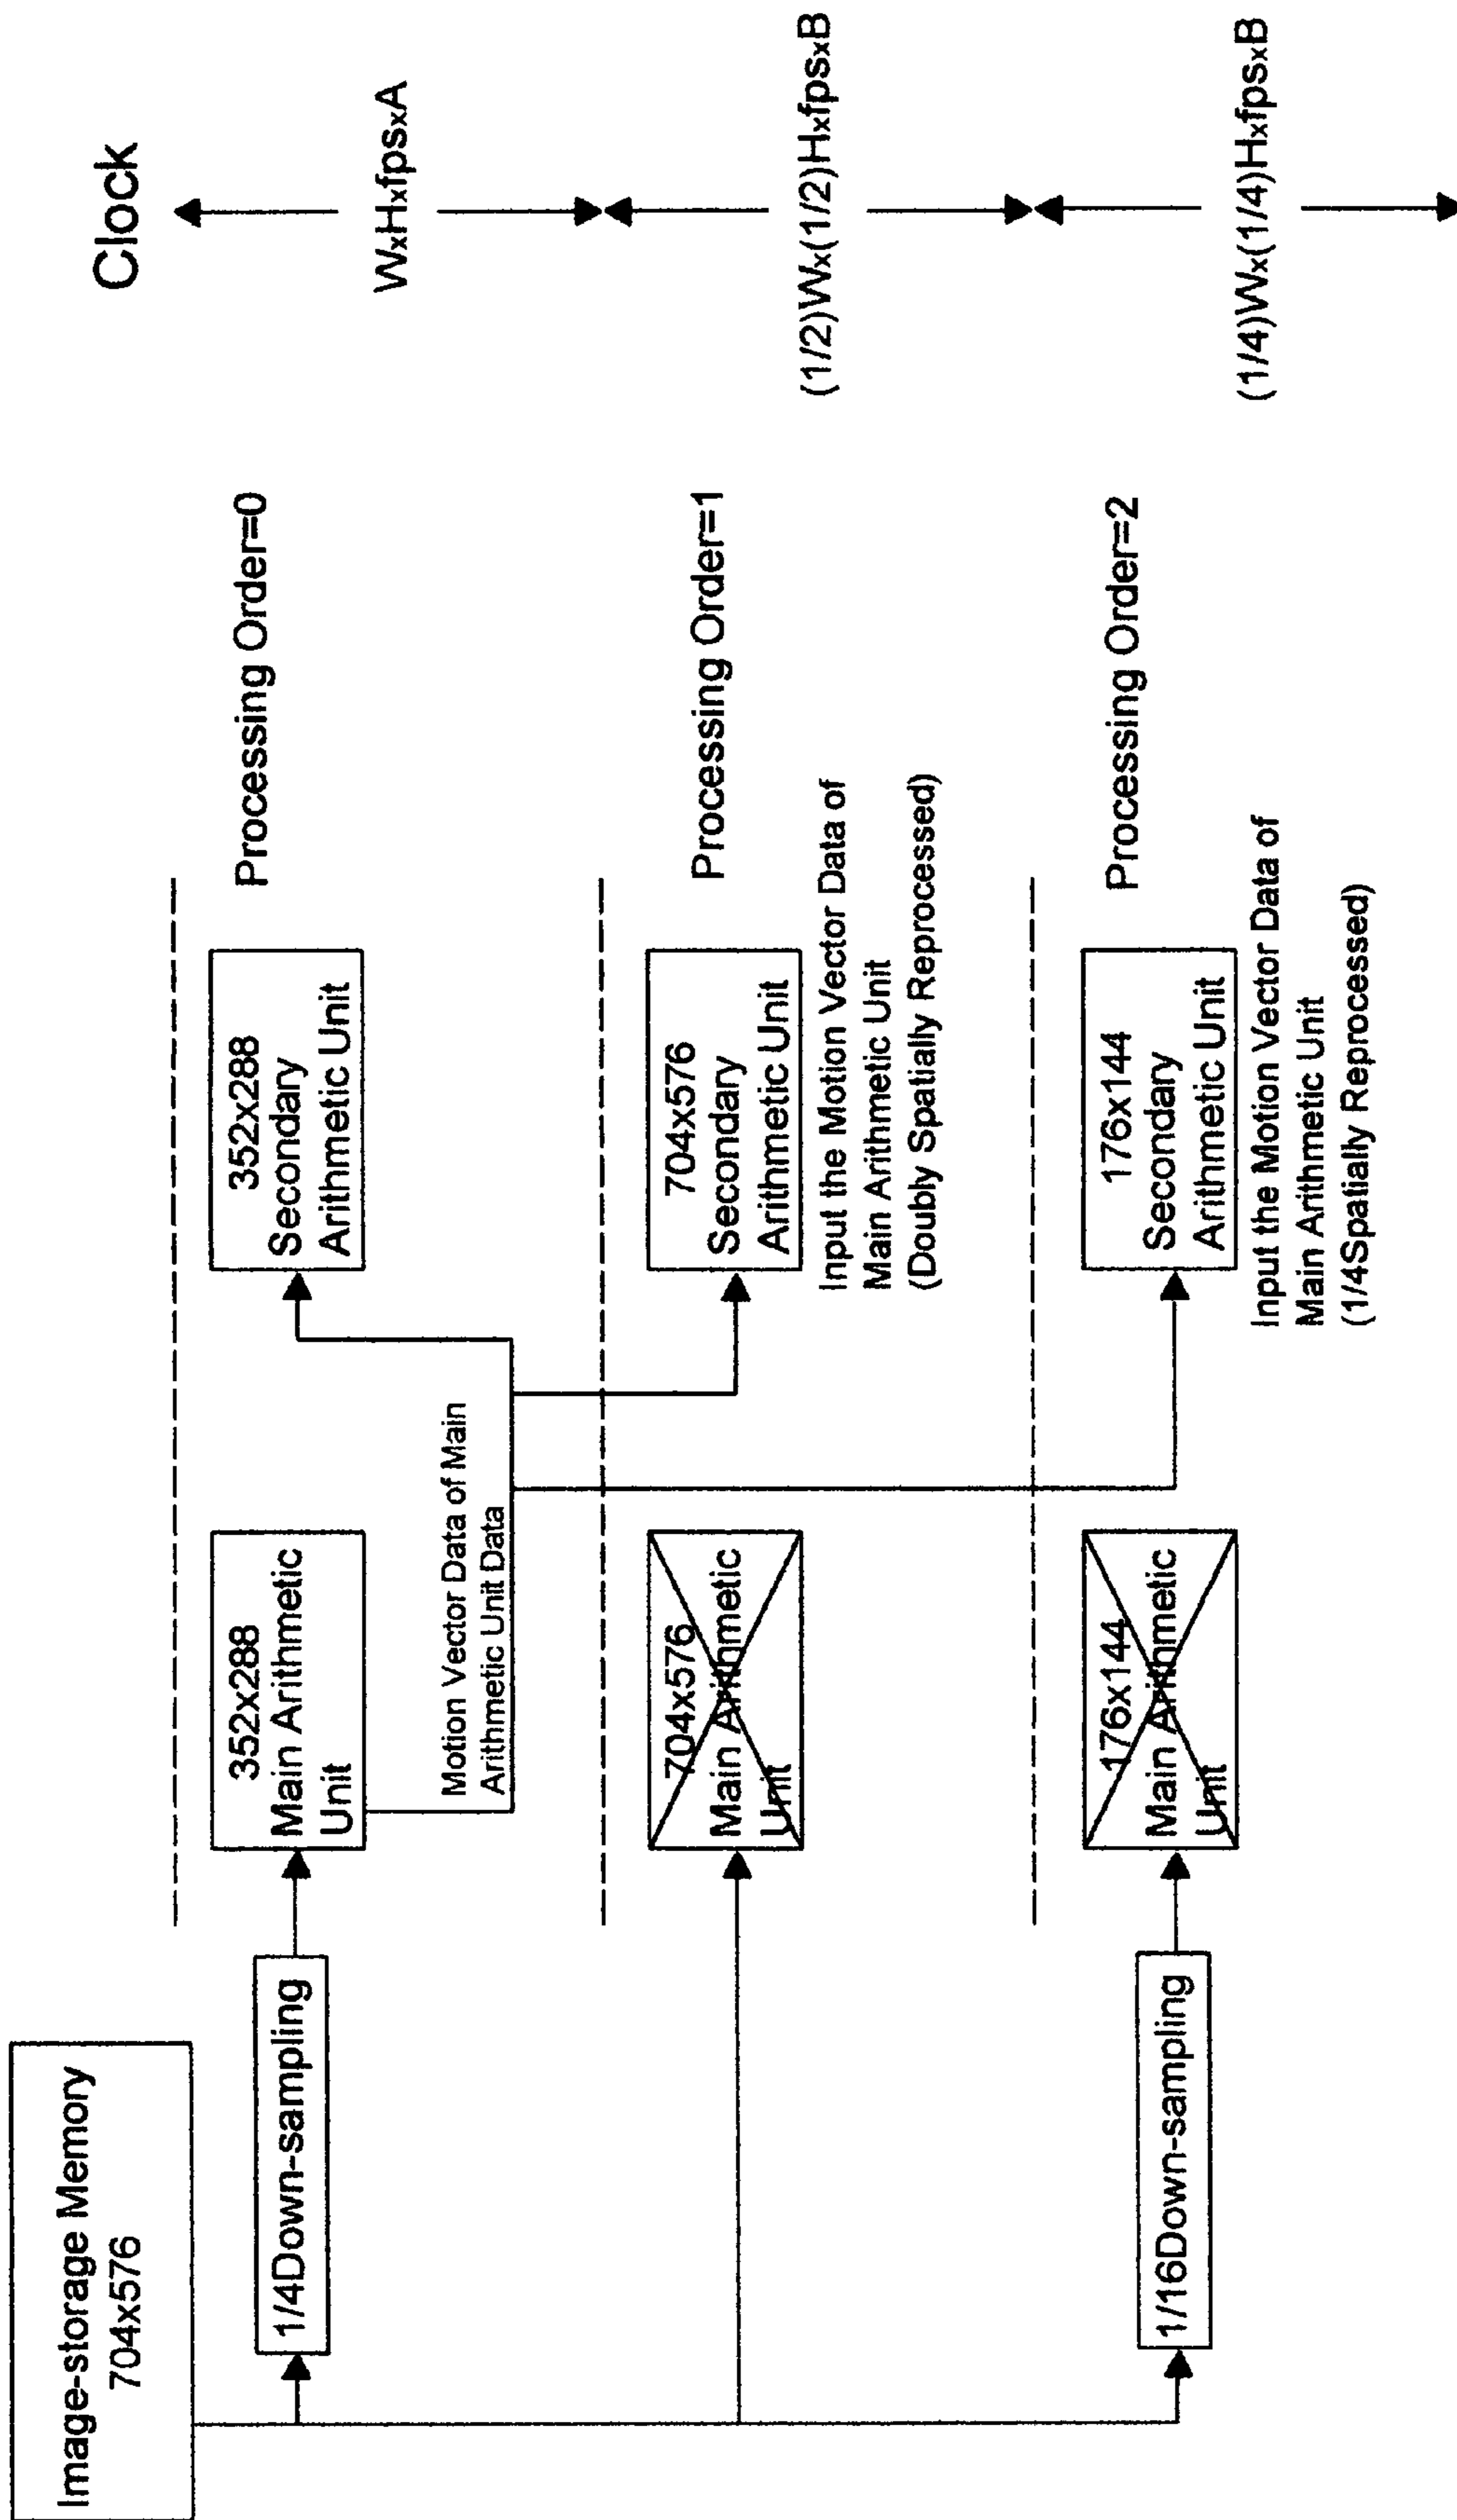 Image-storage Memory
704x576
Clock
1/4Down-sampling
352x288
Main Arithmetic
Unit
352x288
Secondary
Arithmetic Unit
Processing Order=0
WxHxfpsxA
Motion Vector Data of Main
Arithmetic Unit Data
704x576
Main Arithmetic
Unit
704x576
Secondary
Arithmetic Unit
Processing Order=1
Input the Motion Vector Data of
Main Arithmetic Unit
(Doubly Spatially Reprocessed)
(1/2)Wx(1/2)HxfpsxB
1/16Down-sampling
176x144
Main Arithmetic
Unit
176x144
Secondary
Arithmetic Unit
Processing Order=2
Input the Motion Vector Data of
Main Arithmetic Unit
(1/4Spatially Reprocessed)
(1/4)Wx(1/4)HxfpsxB